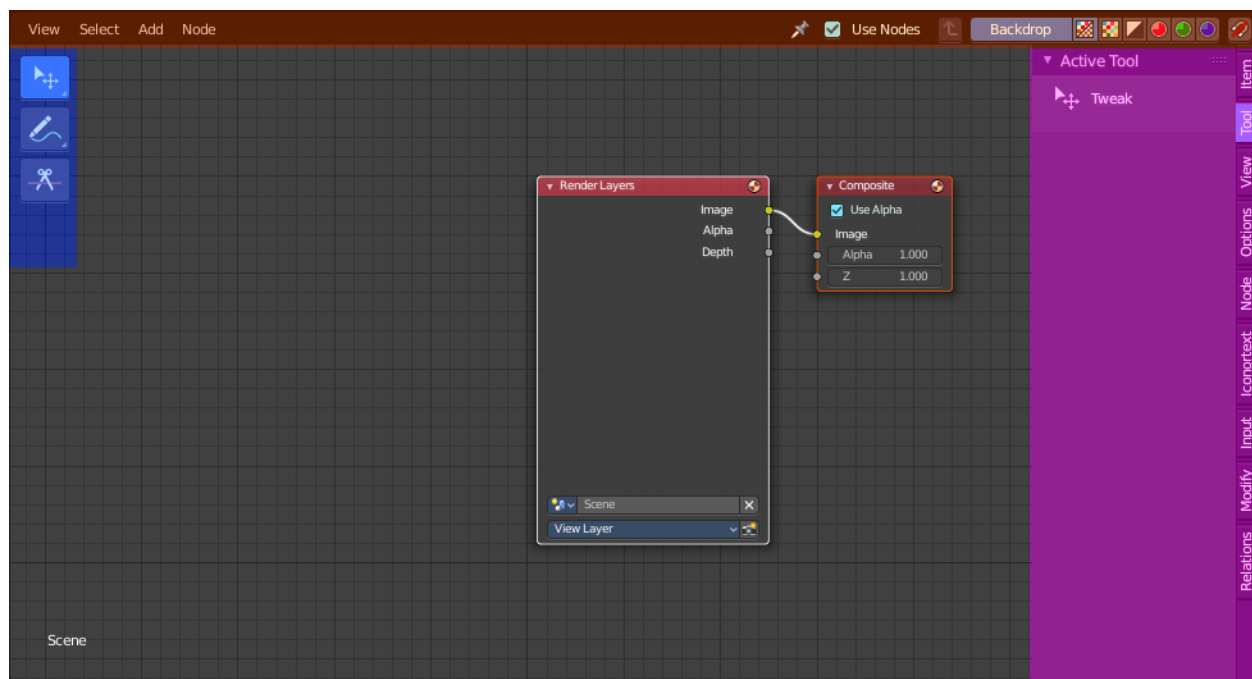 View Select Add Node Use Nodes Backdrop
Active Tool
Tweak
Item
Tool
View
Options
Node
Iconortext
Input
Modify
Relations
Render Layers
Image
Alpha
Depth
Scene
View Layer
Composite
Use Alpha
Image
Alpha 1.000
Z 1.000
Scene